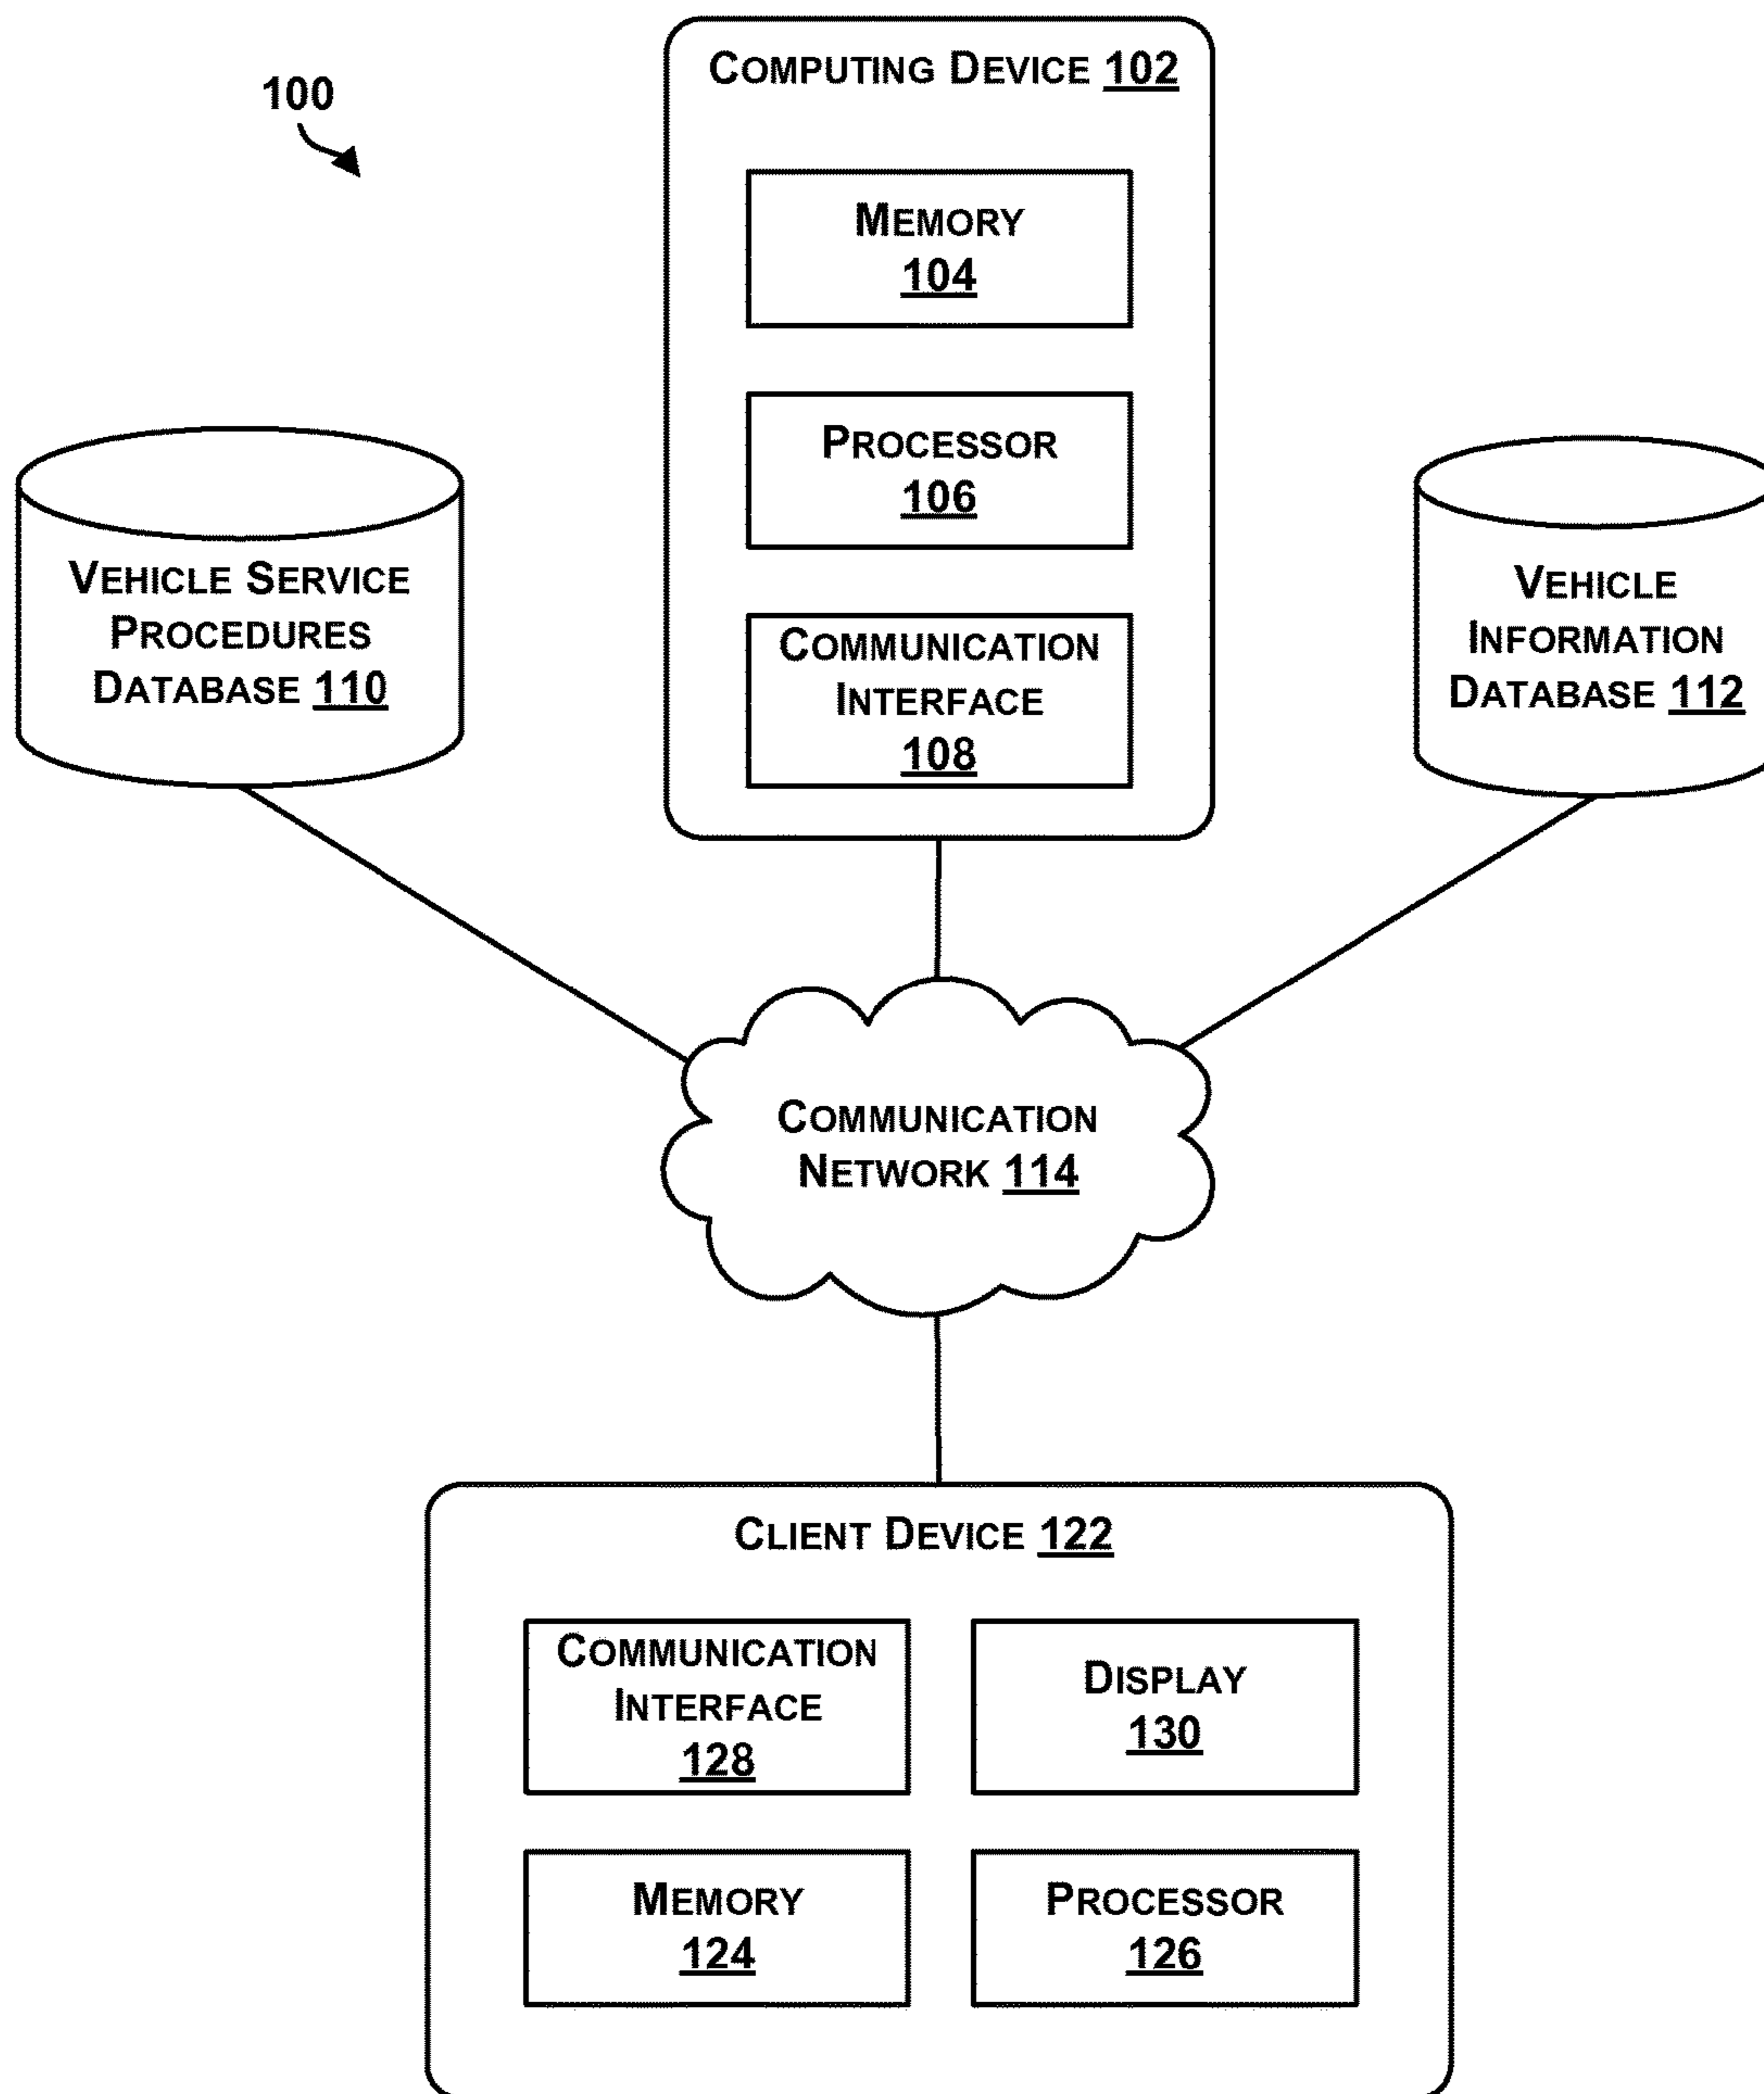 100
COMPUTING DEVICE 102
MEMORY
104
PROCESSOR
106
COMMUNICATION
INTERFACE
108
VEHICLE SERVICE
PROCEDURES
DATABASE 110
VEHICLE
INFORMATION
DATABASE 112
COMMUNICATION
NETWORK 114
CLIENT DEVICE 122
COMMUNICATION
INTERFACE
128
DISPLAY
130
MEMORY
124
PROCESSOR
126